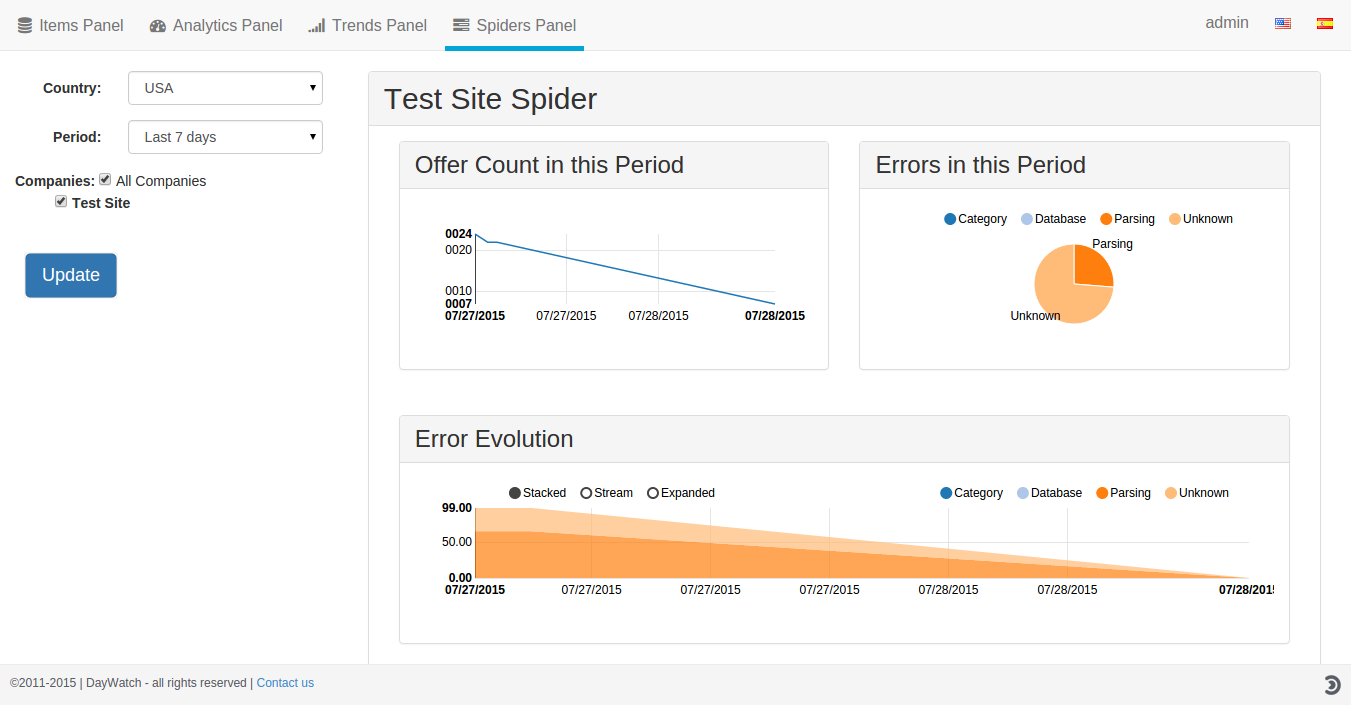 Items Panel Analytics Panel Trends Panel Spiders Panel admin
Country: USA
Period: Last 7 days
Companies: All Companies
Test Site
Update
Test Site Spider
Offer Count in this Period
0024
0020
0010
0007
07/27/2015 07/27/2015 07/28/2015 07/28/2015
Errors in this Period
Category Database Parsing Unknown
Parsing
Unknown
Error Evolution
Stacked Stream Expanded Category Database Parsing Unknown
99.00
50.00
0.00
07/27/2015 07/27/2015 07/27/2015 07/27/2015 07/28/2015 07/28/2015 07/28/2015
©2011-2015 | DayWatch - all rights reserved | Contact us